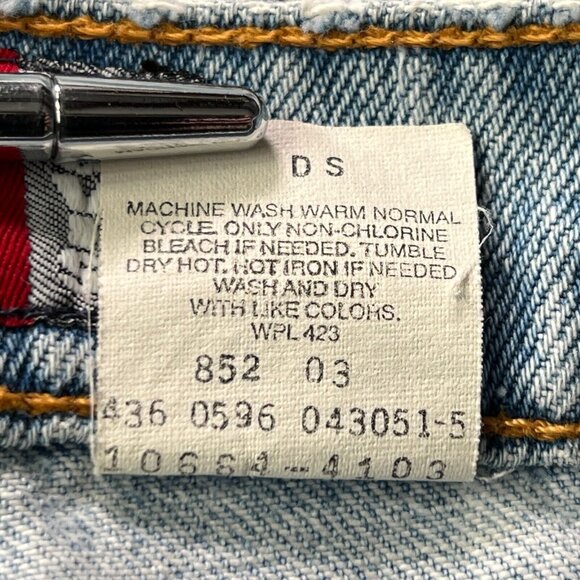 D S
MACHINE WASH WARM NORMAL
CYCLE. ONLY NON-CHLORINE
BLEACH IF NEEDED. TUMBLE
DRY HOT. HOT IRON IF NEEDED
WASH AND DRY
WITH LIKE COLORS.
WPL 423
852 03
436 0596 043051-5
10664-4103